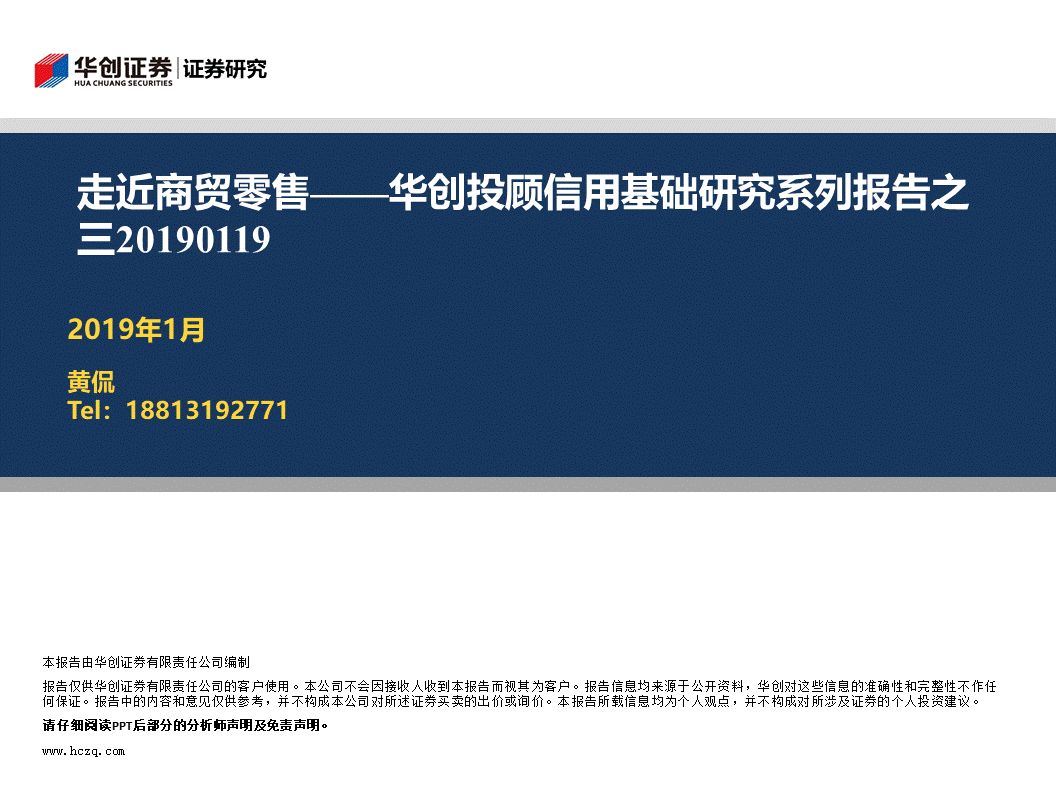 华创证券 证券研究
HUA CHUANG SECURITIES
走近商贸零售——华创投顾信用基础研究系列报告之
三20190119
2019年1月
黄侃
Tel：18813192771
本报告由华创证券有限责任公司编制
报告仅供华创证券有限责任公司的客户使用。本公司不会因接收人收到本报告而视其为客户。报告信息均来源于公开资料，华创对这些信息的准确性和完整性不作任
何保证。报告中的内容和意见仅供参考，并不构成本公司对所述证券买卖的出价或询价。本报告所载信息均为个人观点，并不构成对所涉及证券的个人投资建议。
请仔细阅读PPT后部分的分析师声明及免责声明。
www.hczq.com